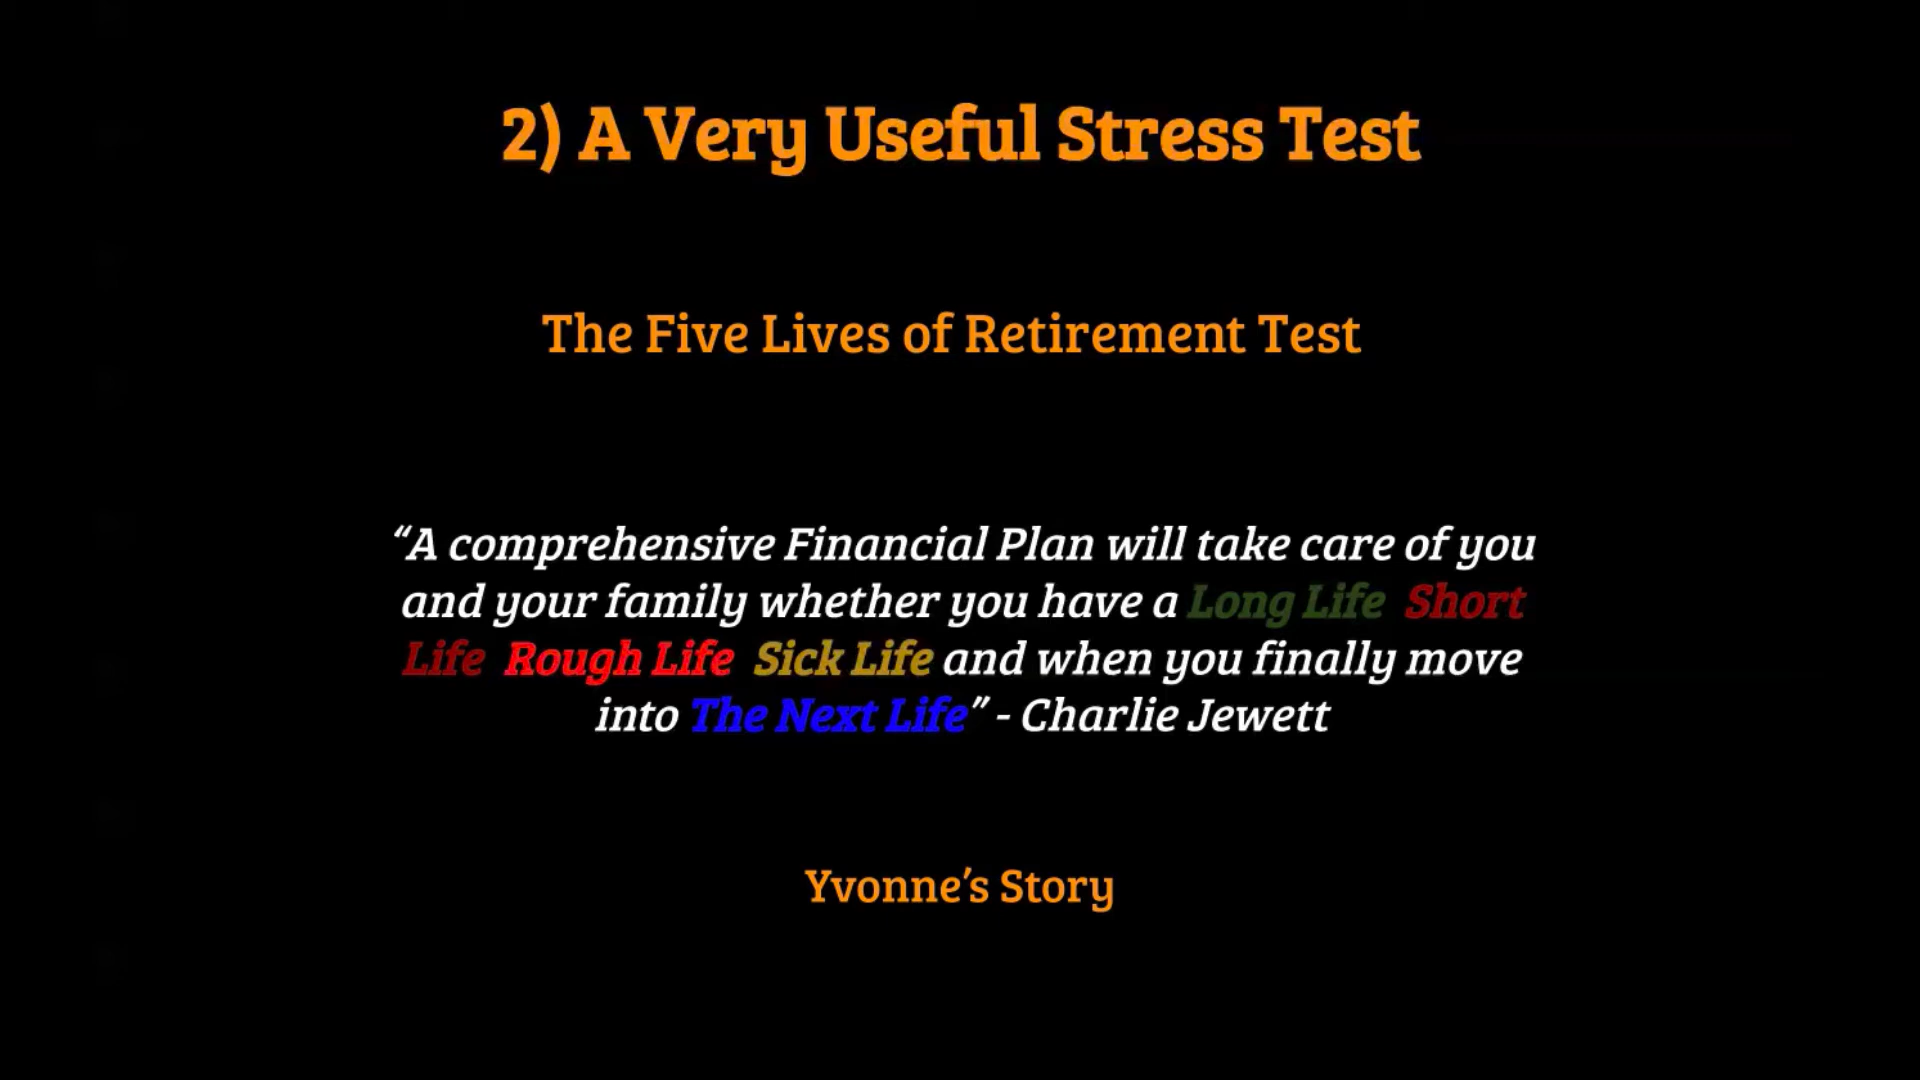 2) A Very Useful Stress Test
The Five Lives of Retirement Test
“A comprehensive Financial Plan will take care of you
and your family whether you have a Long Life Short
Life Rough Life Sick Life and when you finally move
into The Next Life” - Charlie Jewett
Yvonne’s Story